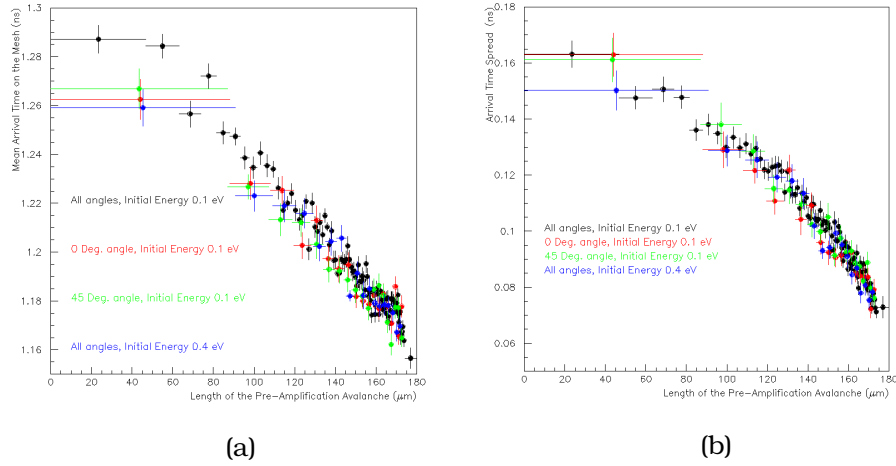 Mean Arrival Time on the Mesh (ns)
1.3
1.28
1.26
1.24
1.22
1.2
1.18
1.16
All angles, Initial Energy 0.1 eV
0 Deg. angle, Initial Energy 0.1 eV
45 Deg. angle, Initial Energy 0.1 eV
All angles, Initial Energy 0.4 eV
0 20 40 60 80 100 120 140 160 180
Length of the Pre-Amplification Avalanche (μm)
(a)
Arrival Time Spread (ns)
0.18
0.16
0.14
0.12
0.1
0.08
0.06
All angles, Initial Energy 0.1 eV
0 Deg. angle, Initial Energy 0.1 eV
45 Deg. angle, Initial Energy 0.1 eV
All angles, Initial Energy 0.4 eV
0 20 40 60 80 100 120 140 160 180
Length of the Pre-Amplification Avalanche (μm)
(b)